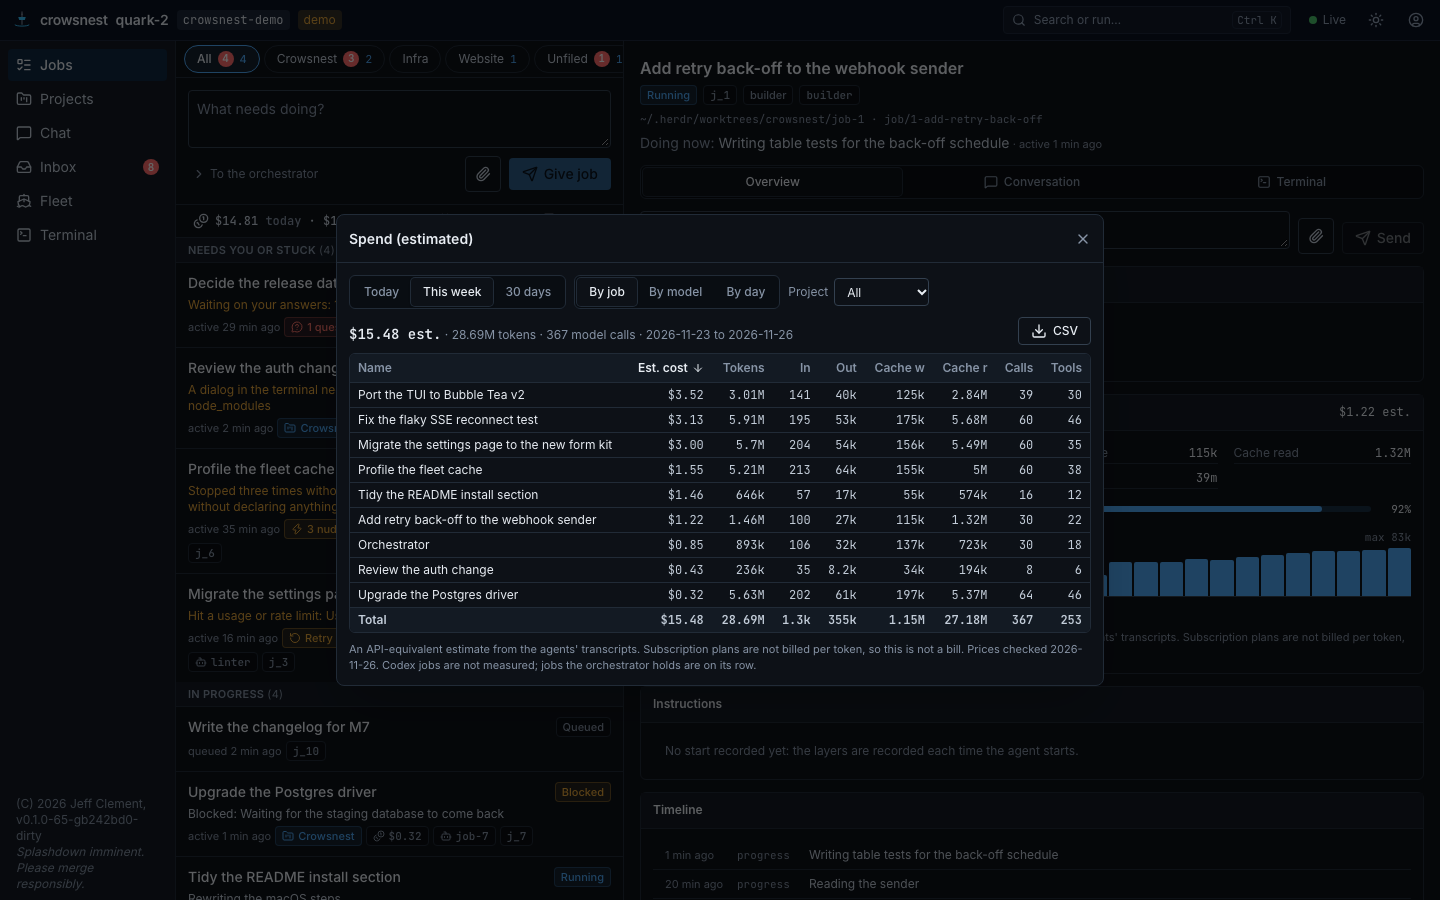 crowsnest quark-2 crowsnest-demo demo
Search or run... Ctrl K
Live
Jobs
Projects
Chat
Inbox 8
Fleet
Terminal
(C) 2026 Jeff Clement,
v0.1.0-65-gb242bd0-
dirty
Splashdown imminent.
Please merge
responsibly.
All 4 4 Crowsnest 3 2 Infra Website 1 Unfiled 1 1
What needs doing?
To the orchestrator
Give job
$14.81 today · $1
NEEDS YOU OR STUCK (4)
Decide the release dat
Waiting on your answers:
active 29 min ago 1 que
Review the auth chang
A dialog in the terminal ne
node_modules
active 2 min ago Crows
Profile the fleet cache
Stopped three times witho
without declaring anything
active 35 min ago 3 nud
j_6
Migrate the settings pa
Hit a usage or rate limit: Us
active 16 min ago Retry
linter j_3
IN PROGRESS (4)
Write the changelog for M7 Queued
queued 2 min ago j_10
Upgrade the Postgres driver Blocked
Blocked: Waiting for the staging database to come back
active 1 min ago Crowsnest $0.32 job-7 j_7
Tidy the README install section Running
Rewriting the macOS steps
Add retry back-off to the webhook sender
Running j_1 builder builder
~/.herdr/worktrees/crowsnest/job-1 · job/1-add-retry-back-off
Doing now: Writing table tests for the back-off schedule · active 1 min ago
Overview Conversation Terminal
Send
$1.22 est.
e 115k Cache read 1.32M
39m
92%
max 83k
ts' transcripts. Subscription plans are not billed per token,
Instructions
No start recorded yet: the layers are recorded each time the agent starts.
Timeline
1 min ago progress Writing table tests for the back-off schedule
20 min ago progress Reading the sender
Spend (estimated)
Today This week 30 days By job By model By day Project All
$15.48 est. · 28.69M tokens · 367 model calls · 2026-11-23 to 2026-11-26
CSV
Name Est. cost ↓ Tokens In Out Cache w Cache r Calls Tools
Port the TUI to Bubble Tea v2 $3.52 3.01M 141 40k 125k 2.84M 39 30
Fix the flaky SSE reconnect test $3.13 5.91M 195 53k 175k 5.68M 60 46
Migrate the settings page to the new form kit $3.00 5.7M 204 54k 156k 5.49M 60 35
Profile the fleet cache $1.55 5.21M 213 64k 155k 5M 60 38
Tidy the README install section $1.46 646k 57 17k 55k 574k 16 12
Add retry back-off to the webhook sender $1.22 1.46M 100 27k 115k 1.32M 30 22
Orchestrator $0.85 893k 106 32k 137k 723k 30 18
Review the auth change $0.43 236k 35 8.2k 34k 194k 8 6
Upgrade the Postgres driver $0.32 5.63M 202 61k 197k 5.37M 64 46
Total $15.48 28.69M 1.3k 355k 1.15M 27.18M 367 253
An API-equivalent estimate from the agents' transcripts. Subscription plans are not billed per token, so this is not a bill. Prices checked 2026-
11-26. Codex jobs are not measured; jobs the orchestrator holds are on its row.